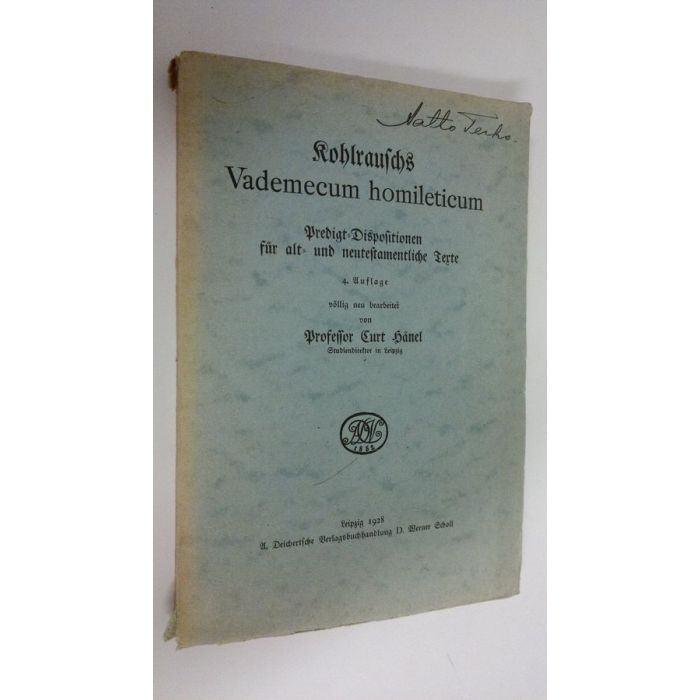 Kohlrauschs
Vademecum homileticum
Predigt-Dispositionen
für alt- und neutestamentliche Texte
4. Auflage
völlig neu bearbeitet
von
Professor Curt Hänel
Studiendirektor in Leipzig
1852
Leipzig 1928
A. Deichertsche Verlagsbuchhandlung D. Werner Scholl